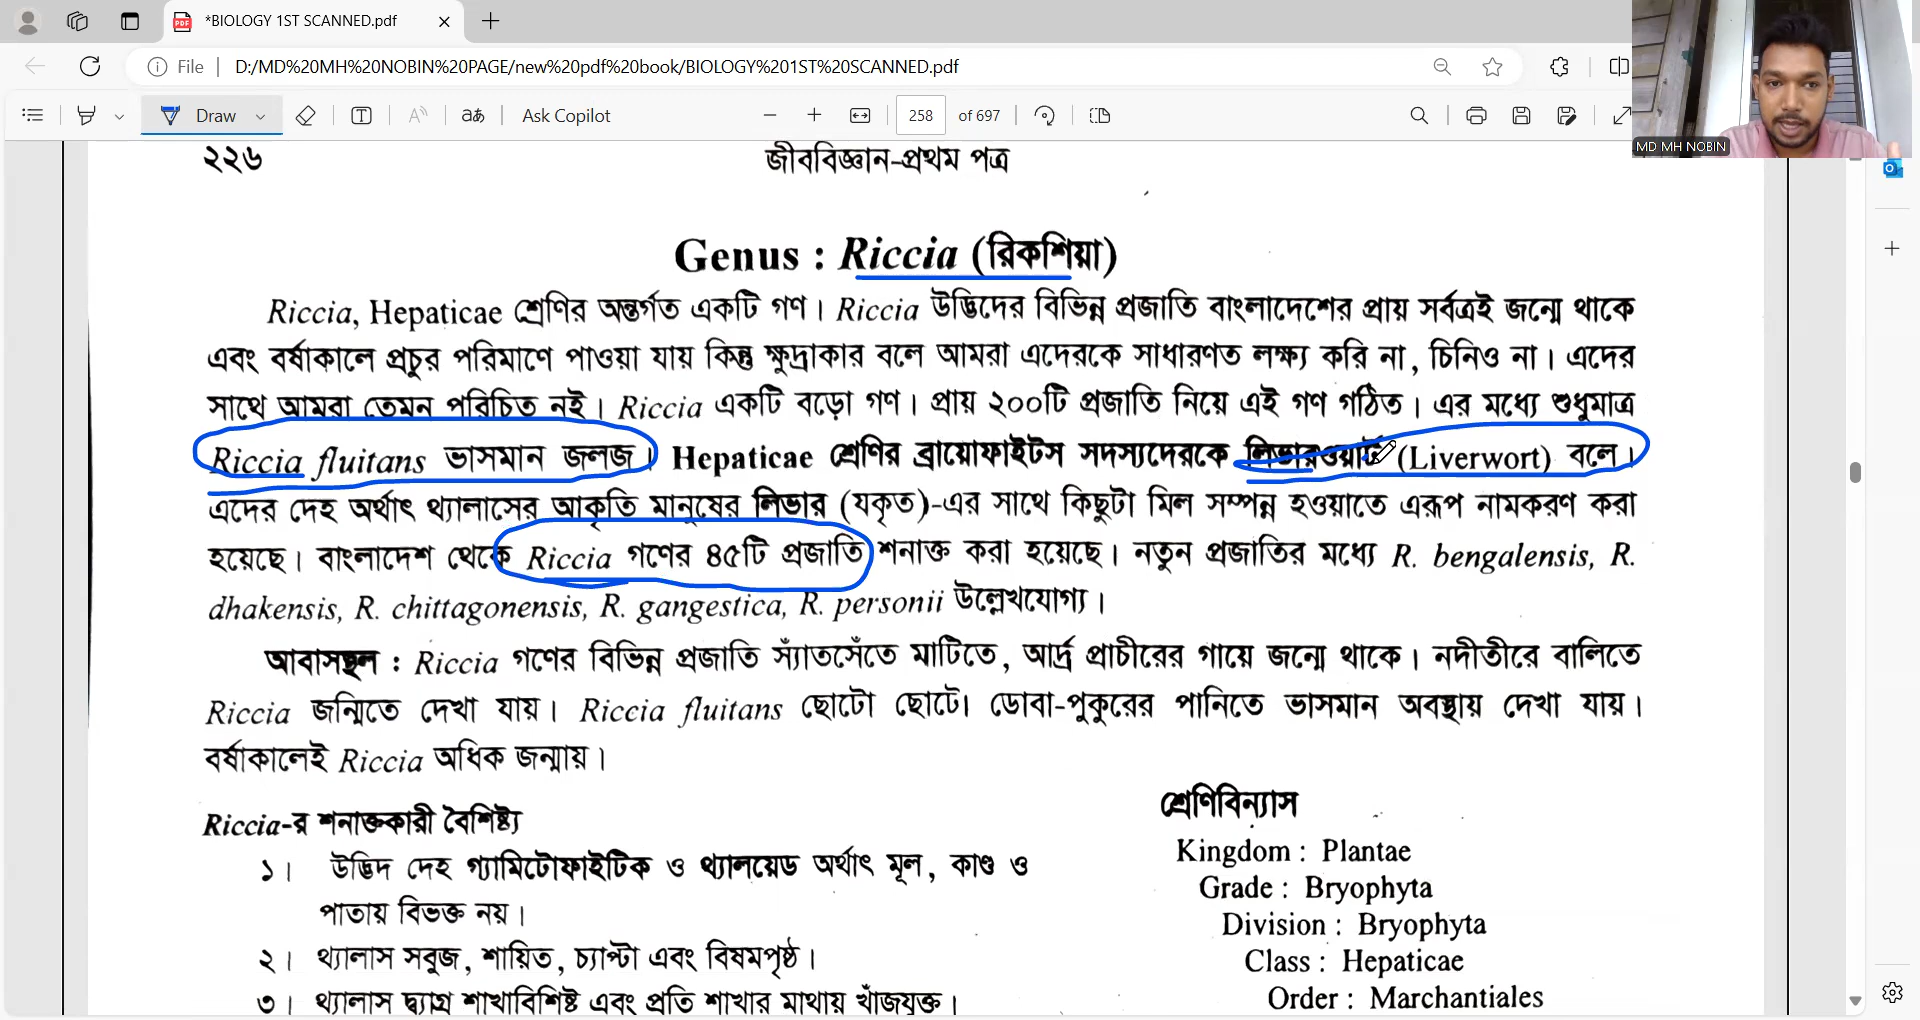 *BIOLOGY 1ST SCANNED.pdf
File
D:/MD%20MH%20NOBIN%20PAGE/new%20pdf%20book/BIOLOGY%201ST%20SCANNED.pdf
Draw
aあ
Ask Copilot
258 of 697
MD MH NOBIN
২২৬ জীববিজ্ঞান-প্রথম পত্র
Genus : Riccia (রিকশিয়া)
Riccia, Hepaticae শ্রেণির অন্তর্গত একটি গণ। Riccia উদ্ভিদের বিভিন্ন প্রজাতি বাংলাদেশের প্রায় সর্বত্রই জন্মে থাকে
এবং বর্ষাকালে প্রচুর পরিমাণে পাওয়া যায় কিন্তু ক্ষুদ্রাকার বলে আমরা এদেরকে সাধারণত লক্ষ্য করি না, চিনিও না। এদের
সাথে আমরা তেমন পরিচিত নই। Riccia একটি বড়ো গণ। প্রায় ২০০টি প্রজাতি নিয়ে এই গণ গঠিত। এর মধ্যে শুধুমাত্র
Riccia fluitans ভাসমান জলজ। Hepaticae শ্রেণির ব্রায়োফাইটস সদস্যদেরকে লিভারওয়ার্ট (Liverwort) বলে।
এদের দেহ অর্থাৎ থ্যালাসের আকৃতি মানুষের লিভার (যকৃত)-এর সাথে কিছুটা মিল সম্পন্ন হওয়াতে এরূপ নামকরণ করা
হয়েছে। বাংলাদেশ থেকে Riccia গণের ৪৫টি প্রজাতি শনাক্ত করা হয়েছে। নতুন প্রজাতির মধ্যে R. bengalensis, R.
dhakensis, R. chittagonensis, R. gangestica, R. personii উল্লেখযোগ্য।
আবাসস্থল : Riccia গণের বিভিন্ন প্রজাতি স্যাঁতসেঁতে মাটিতে, আর্দ্র প্রাচীরের গায়ে জন্মে থাকে। নদীতীরে বালিতে
Riccia জন্মিতে দেখা যায়। Riccia fluitans ছোটো ছোটো ডোবা-পুকুরের পানিতে ভাসমান অবস্থায় দেখা যায়।
বর্ষাকালেই Riccia অধিক জন্মায়।
Riccia-র শনাক্তকারী বৈশিষ্ট্য
১। উদ্ভিদ দেহ গ্যামিটোফাইটিক ও থ্যালয়েড অর্থাৎ মূল, কাণ্ড ও
পাতায় বিভক্ত নয়।
২। থ্যালাস সবুজ, শায়িত, চ্যাপ্টা এবং বিষমপৃষ্ঠ।
৩। থ্যালাস দ্ব্যাগ্র শাখাবিশিষ্ট এবং প্রতি শাখার মাথায় খাঁজযুক্ত।
শ্রেণিবিন্যাস
Kingdom : Plantae
Grade : Bryophyta
Division : Bryophyta
Class : Hepaticae
Order : Marchantiales